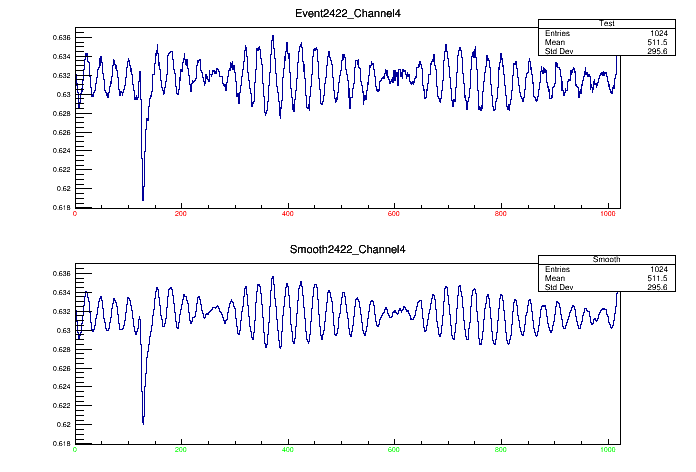 Event2422_Channel4
Test
Entries 1024
Mean 511.5
Std Dev 295.6
0.636
0.634
0.632
0.63
0.628
0.626
0.624
0.622
0.62
0.618
0 200 400 600 800 1000
Smooth2422_Channel4
Smooth
Entries 1024
Mean 511.5
Std Dev 295.6
0.636
0.634
0.632
0.63
0.628
0.626
0.624
0.622
0.62
0.618
0 200 400 600 800 1000